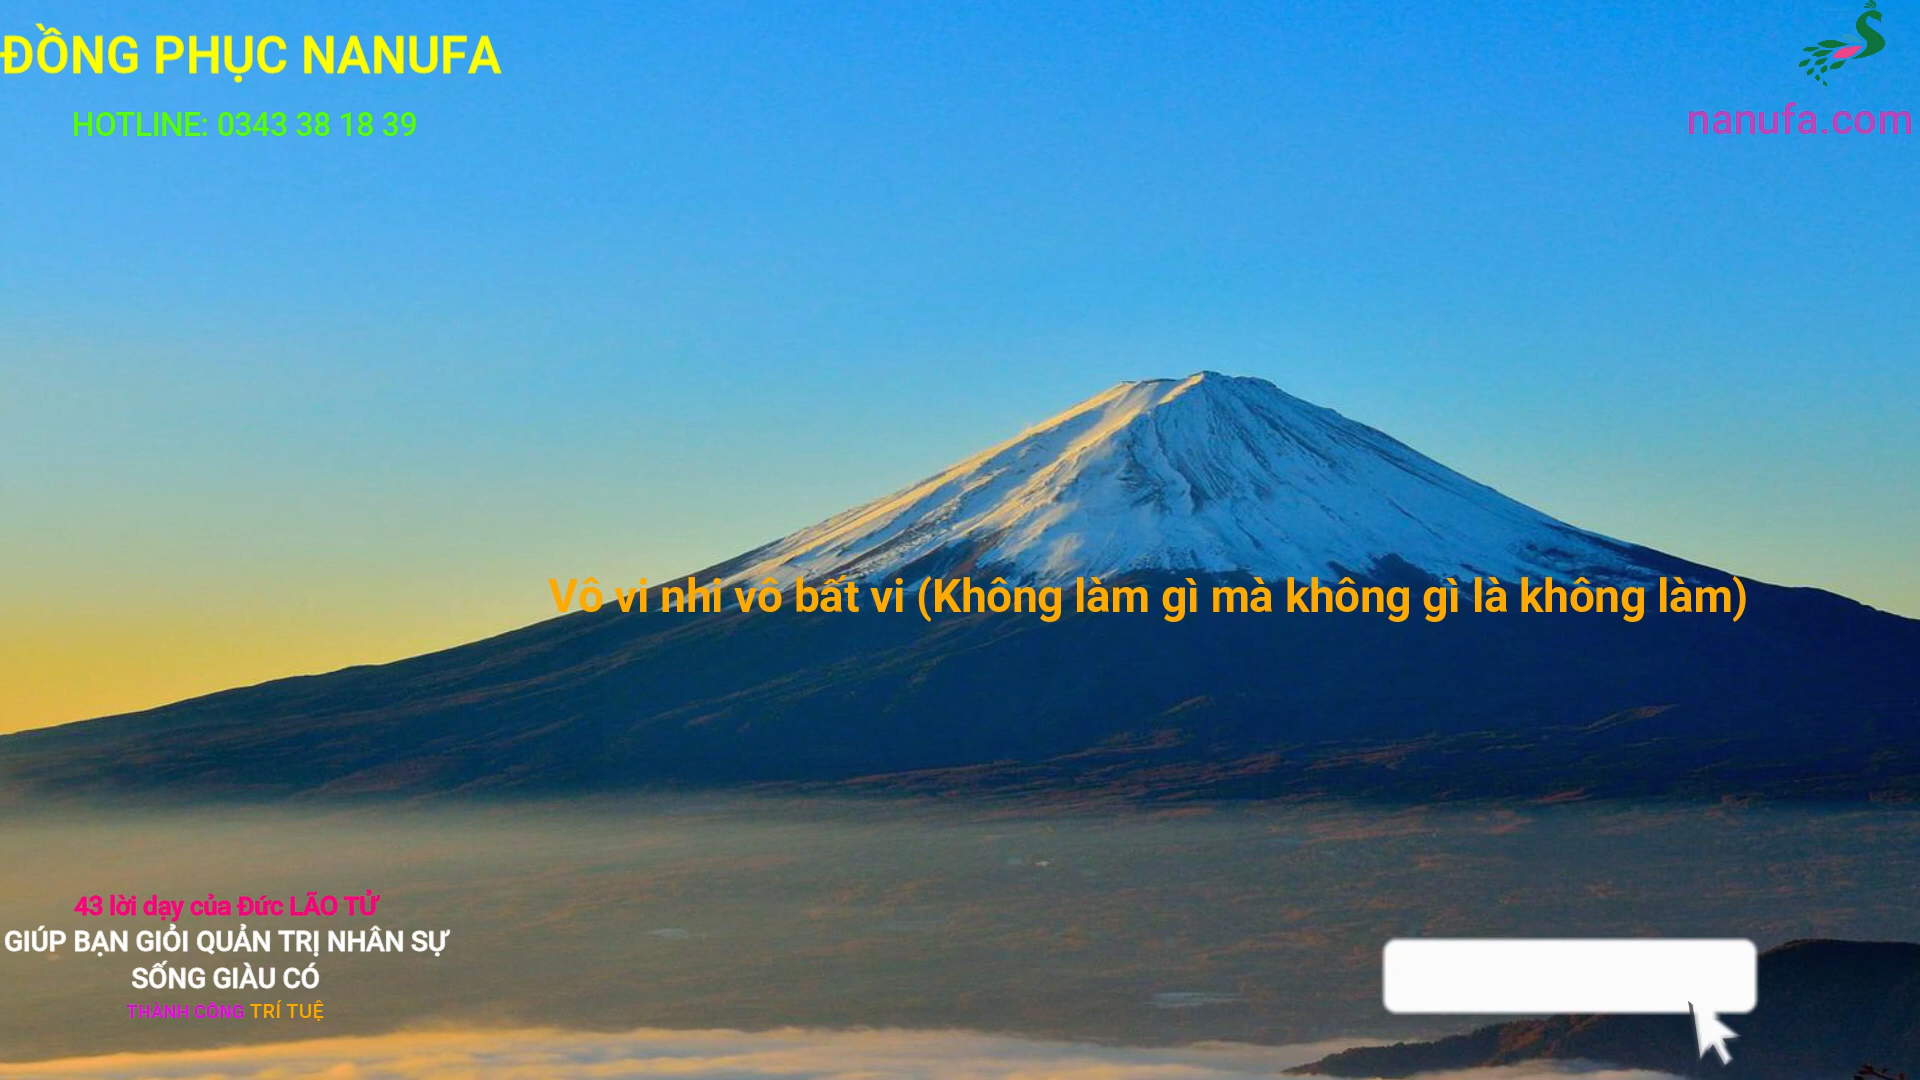 ĐỒNG PHỤC NANUFA
HOTLINE: 0343 38 18 39
nanufa.com
Vô vi nhi vô bất vi (Không làm gì mà không gì là không làm)
43 lời dạy của Đức LÃO TỬ
GIÚP BẠN GIỎI QUẢN TRỊ NHÂN SỰ
SỐNG GIÀU CÓ
THÀNH CÔNG TRÍ TUỆ